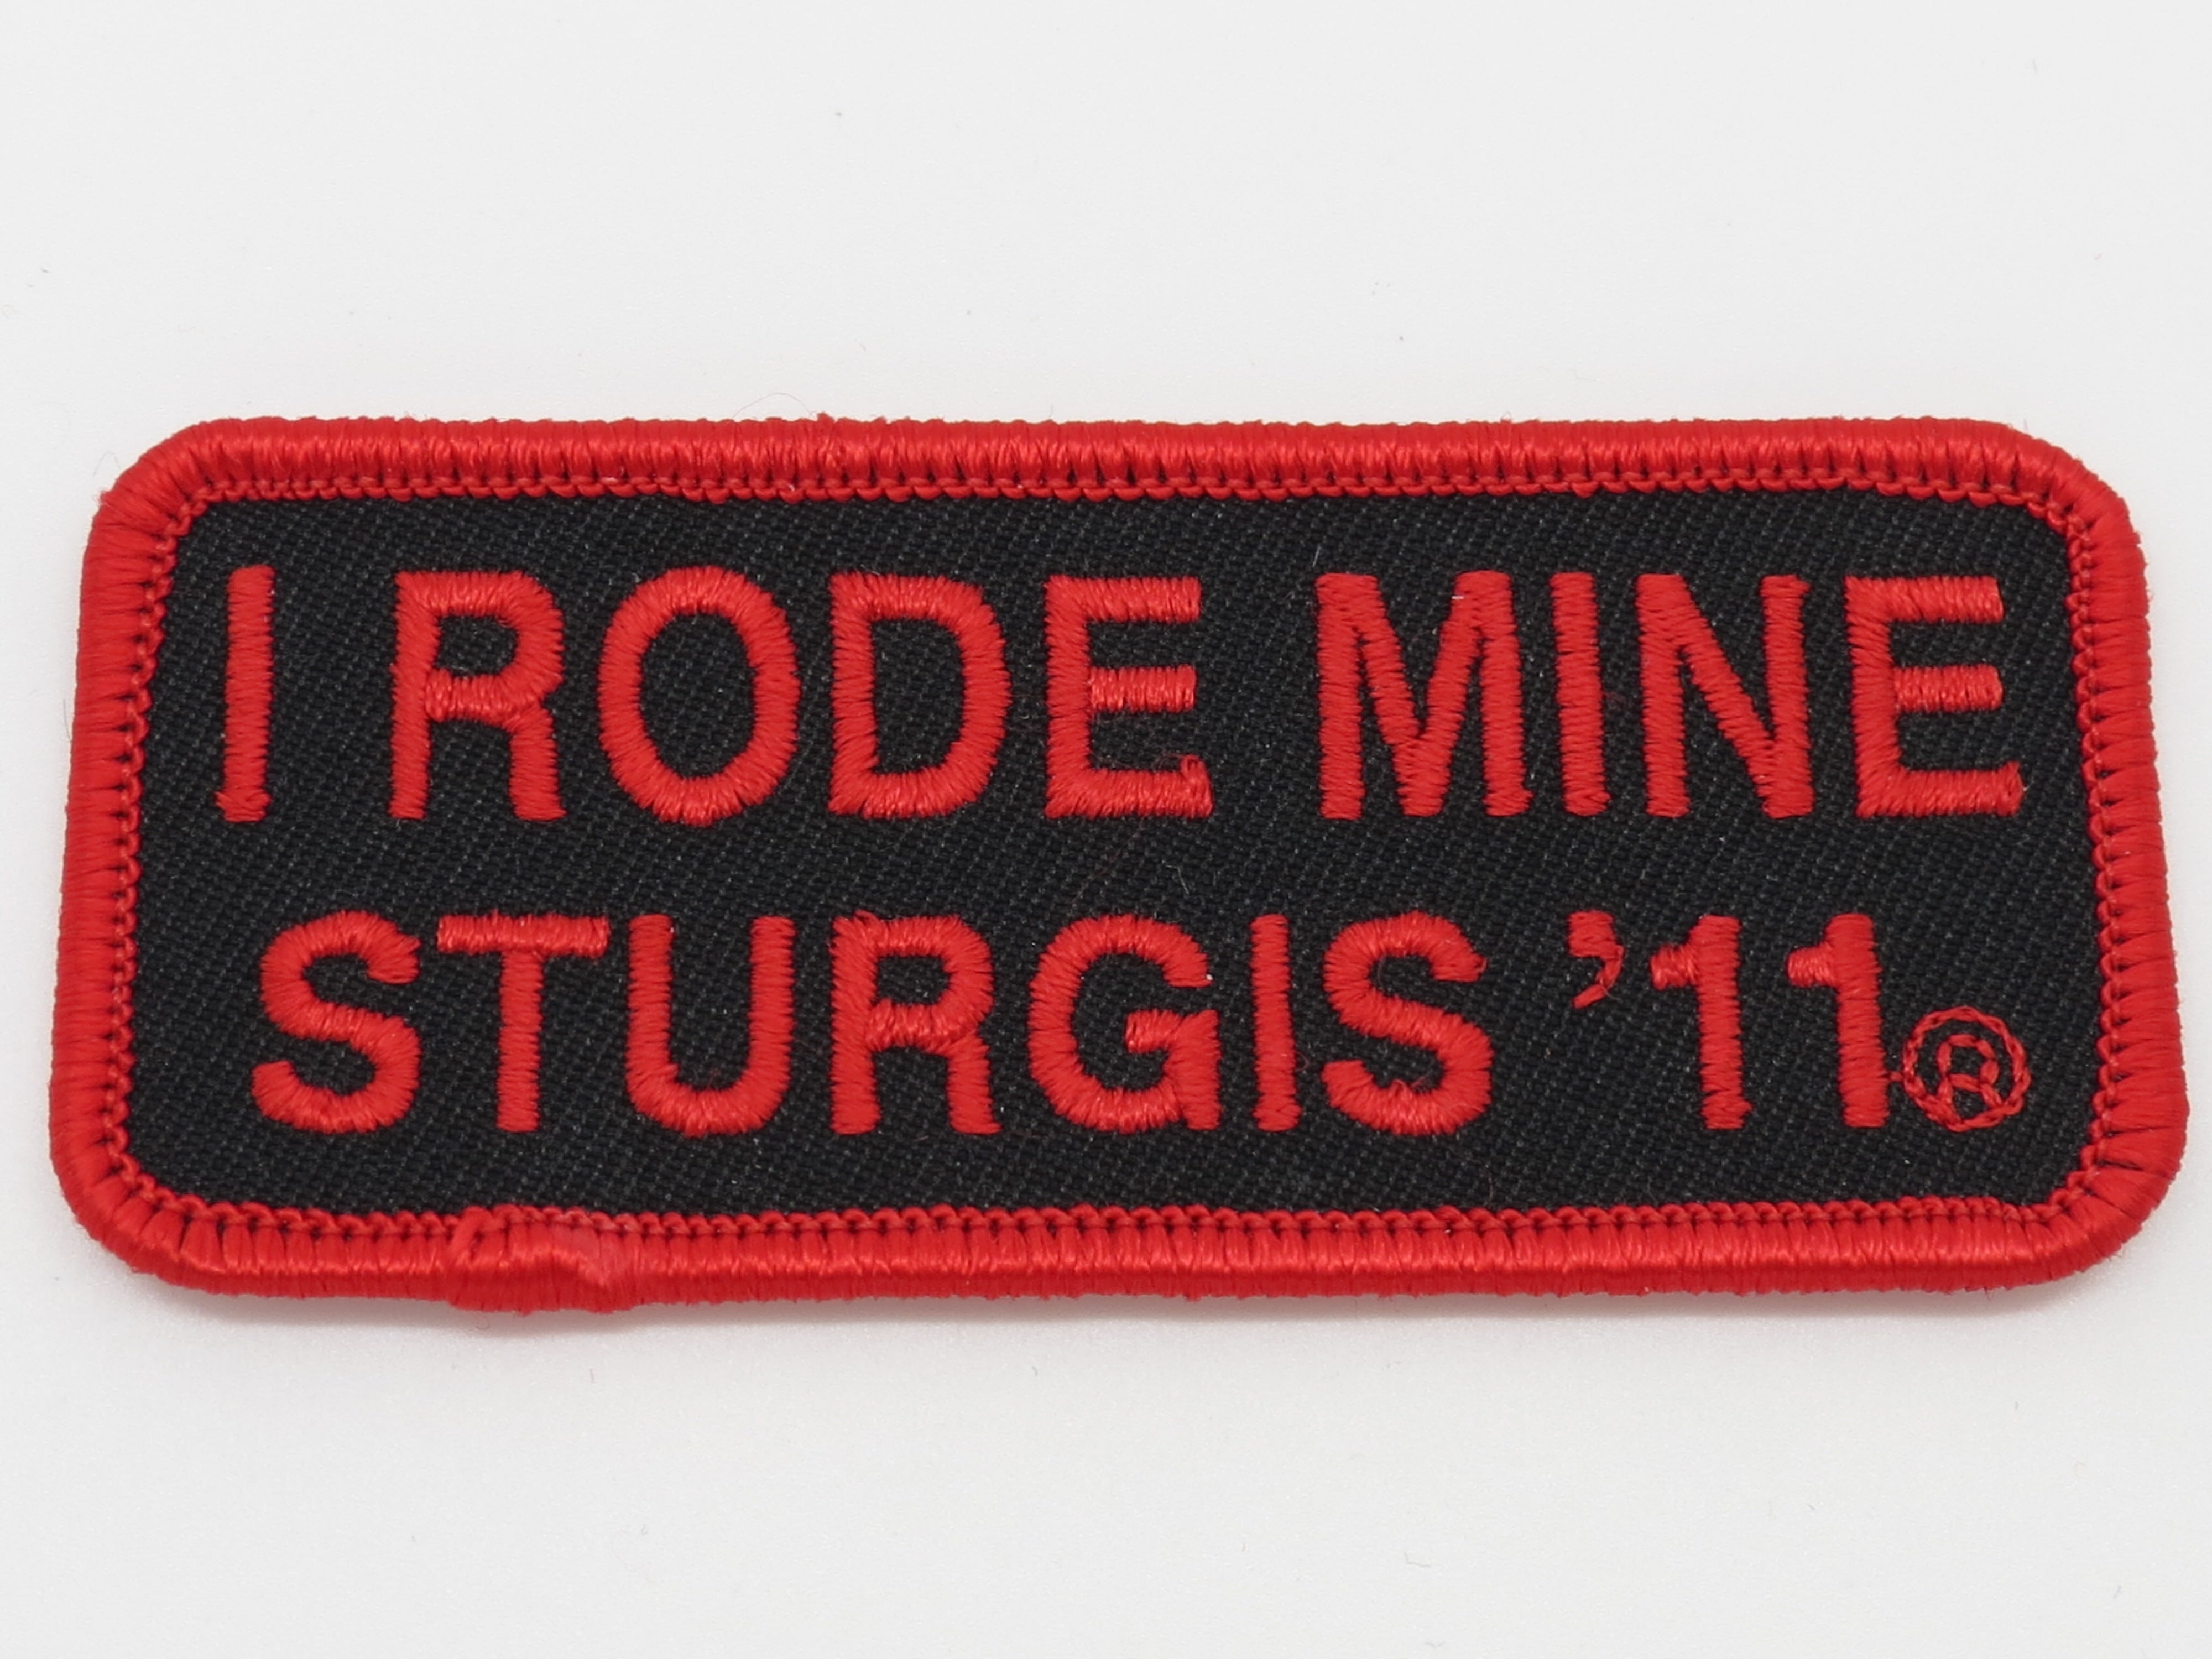 I RODE MINE
STURGIS ’11®